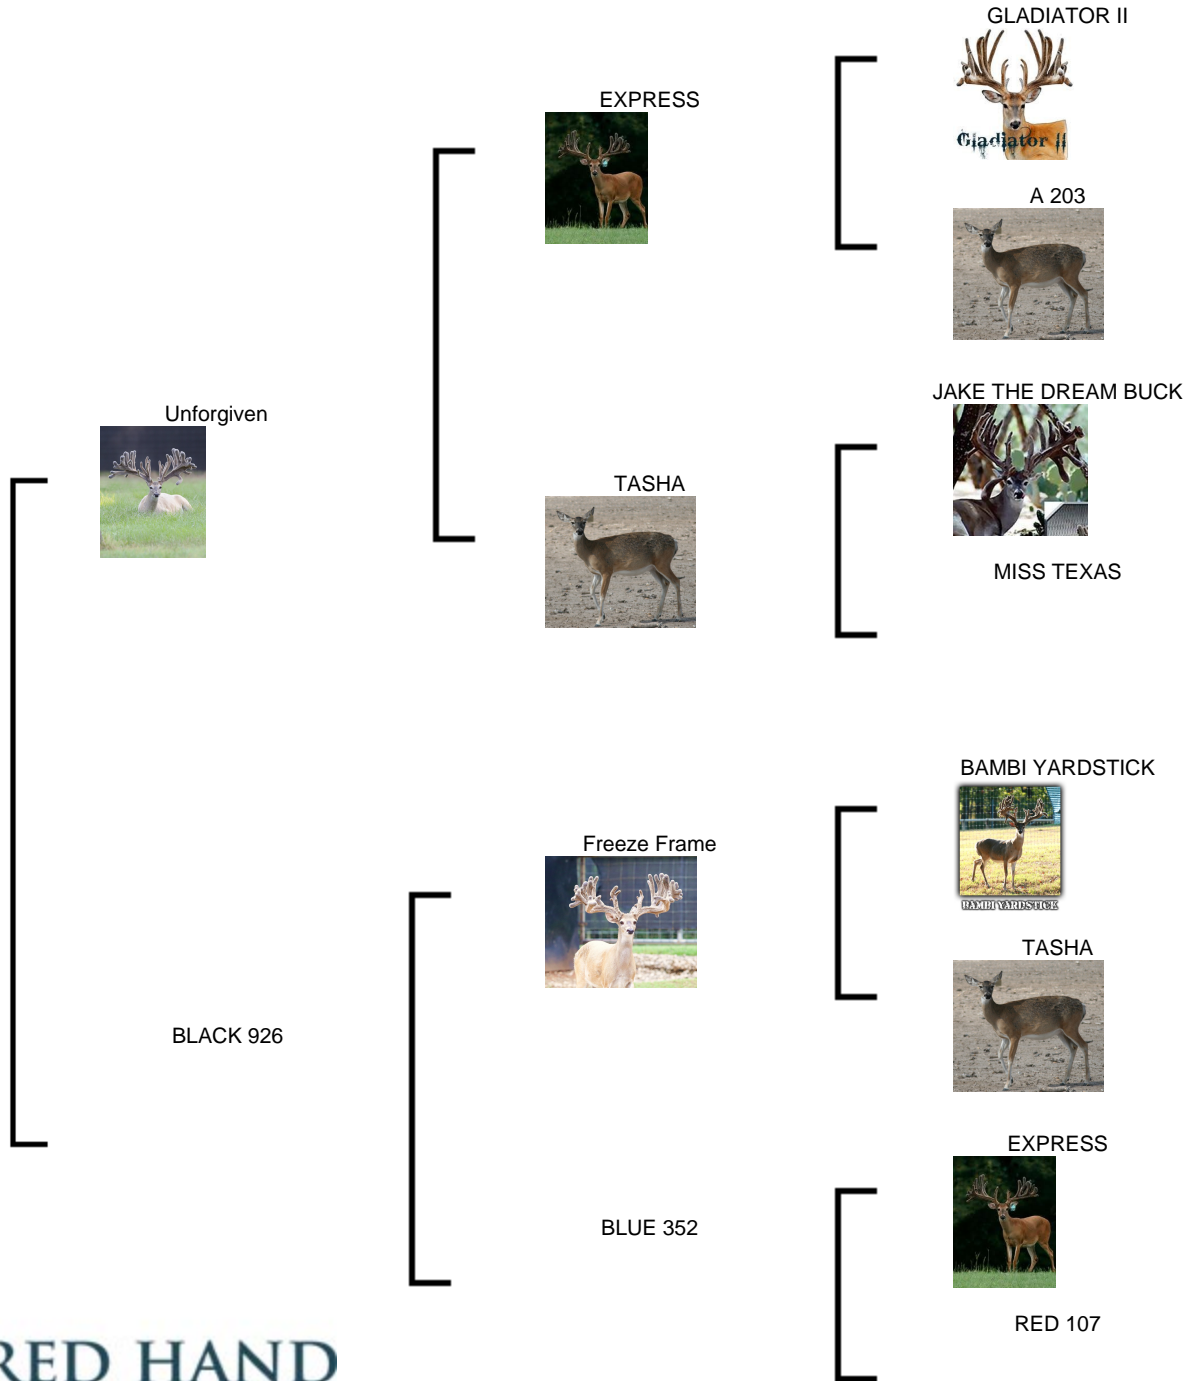 GLADIATOR II
EXPRESS
Gladiator II
A 203
JAKE THE DREAM BUCK
Unforgiven
TASHA
MISS TEXAS
BAMBI YARDSTICK
Freeze Frame
BAMBI YARDSTICK
TASHA
BLACK 926
EXPRESS
BLUE 352
RED 107
RED HAND